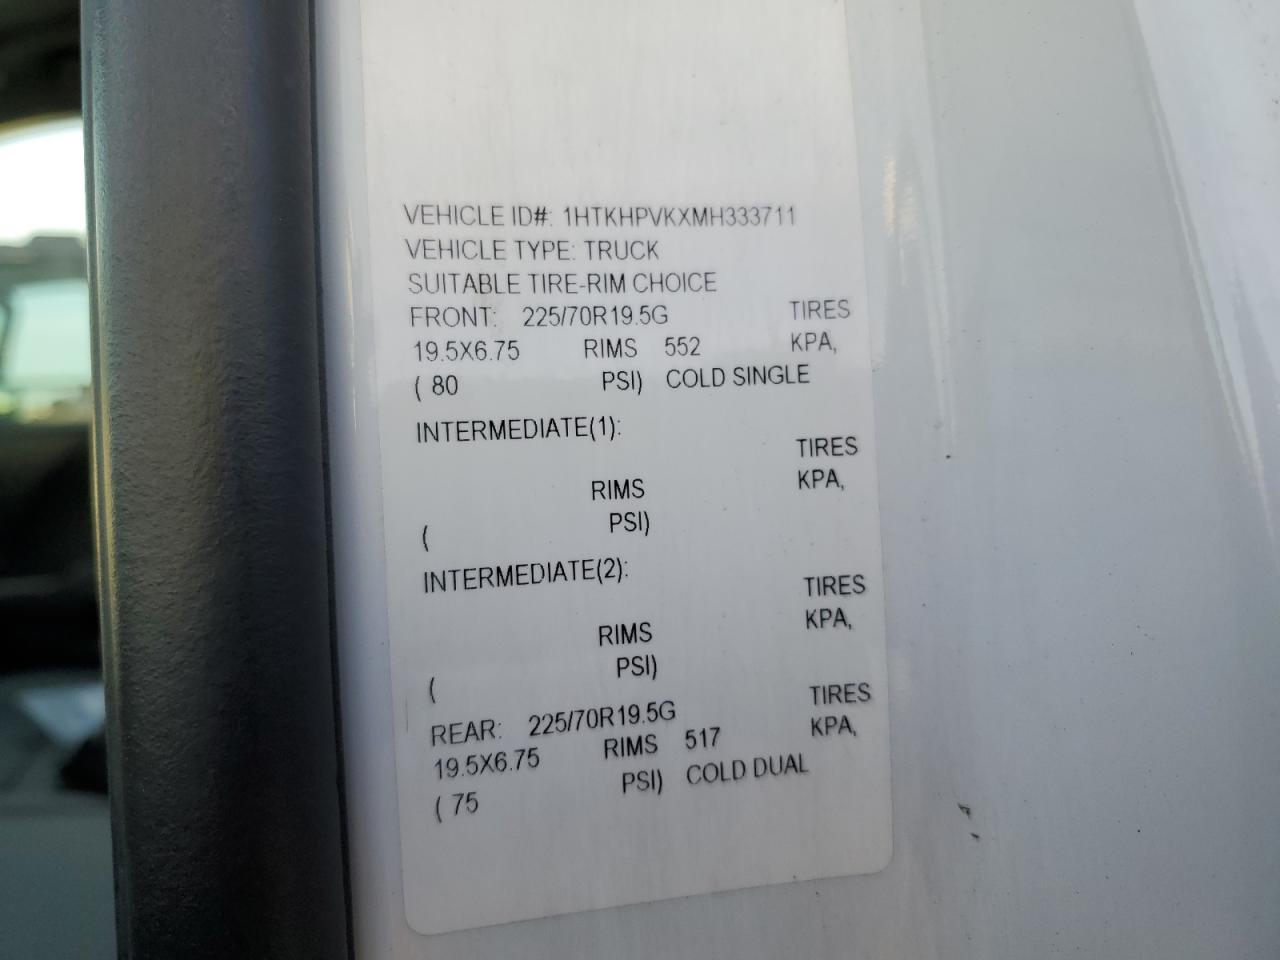 VEHICLE ID#: 1HTKHPVKXMH333711
VEHICLE TYPE: TRUCK
SUITABLE TIRE-RIM CHOICE
FRONT: 225/70R19.5G TIRES
19.5X6.75 RIMS 552 KPA,
( 80 PSI) COLD SINGLE
INTERMEDIATE(1):
TIRES
RIMS KPA,
( PSI)
INTERMEDIATE(2):
TIRES
RIMS KPA,
( PSI)
REAR: 225/70R19.5G TIRES
19.5X6.75 RIMS 517 KPA,
( 75 PSI) COLD DUAL